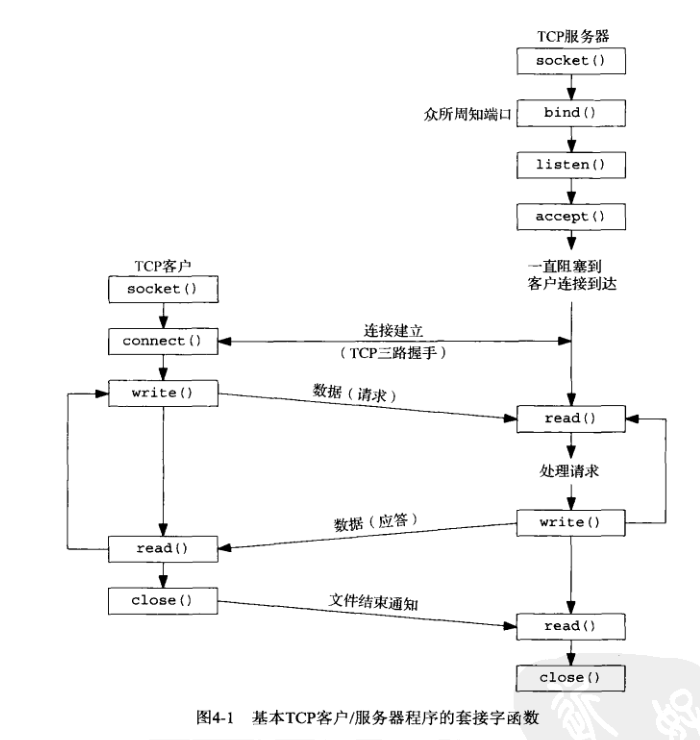 TCP服务器
socket()
众所周知端口
bind()
listen()
accept()
一直阻塞到
客户连接到达
TCP客户
socket()
connect()
连接建立
（TCP三路握手）
write()
数据（请求）
read()
处理请求
数据（应答）
write()
read()
close()
文件结束通知
read()
close()
图4-1 基本TCP客户/服务器程序的套接字函数